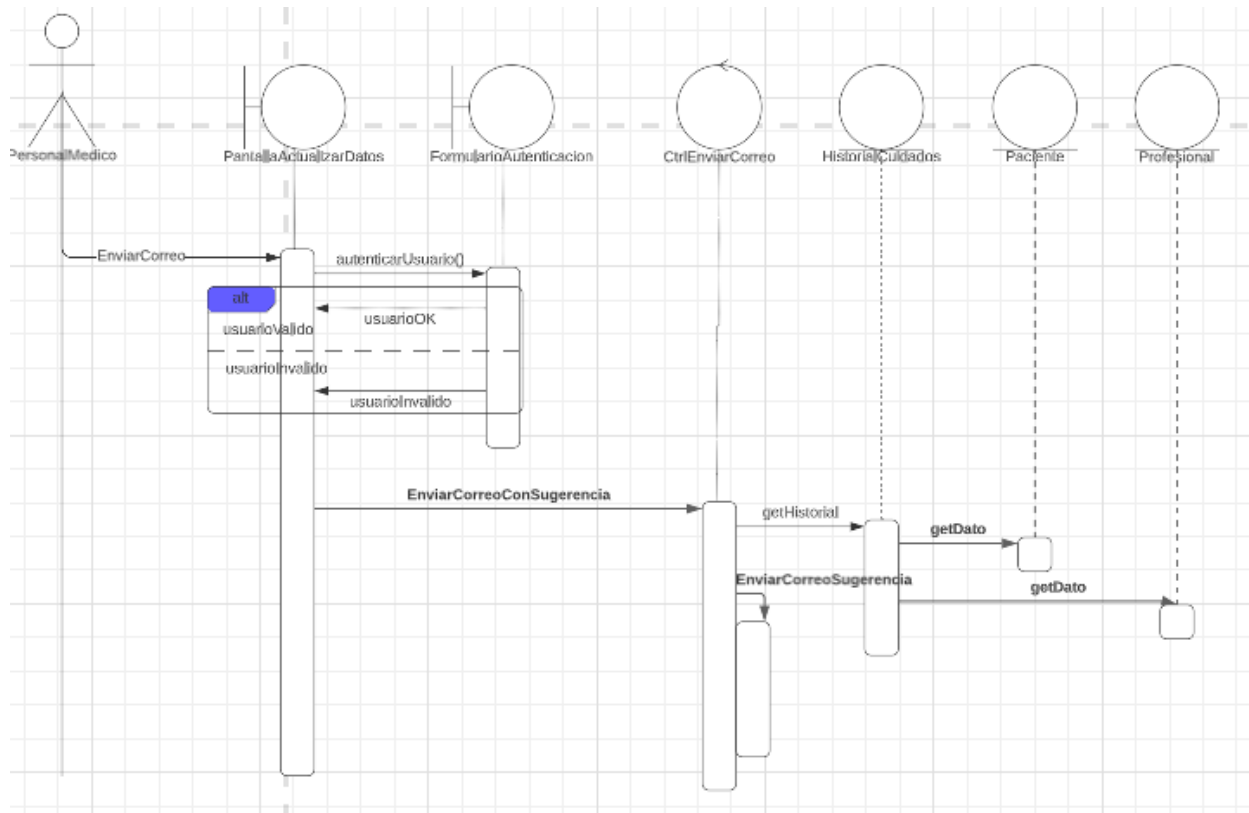 PersonalMedico
PantallaActualizarDatos
FormularioAutenticacion
CtrlEnviarCorreo
HistorialCuidados
Paciente
Profesional
EnviarCorreo
autenticarUsuario()
alt
usuarioOK
usuarioValido
usuarioInvalido
usuarioInvalido
EnviarCorreoConSugerencia
getHistorial
getDato
EnviarCorreoSugerencia
getDato